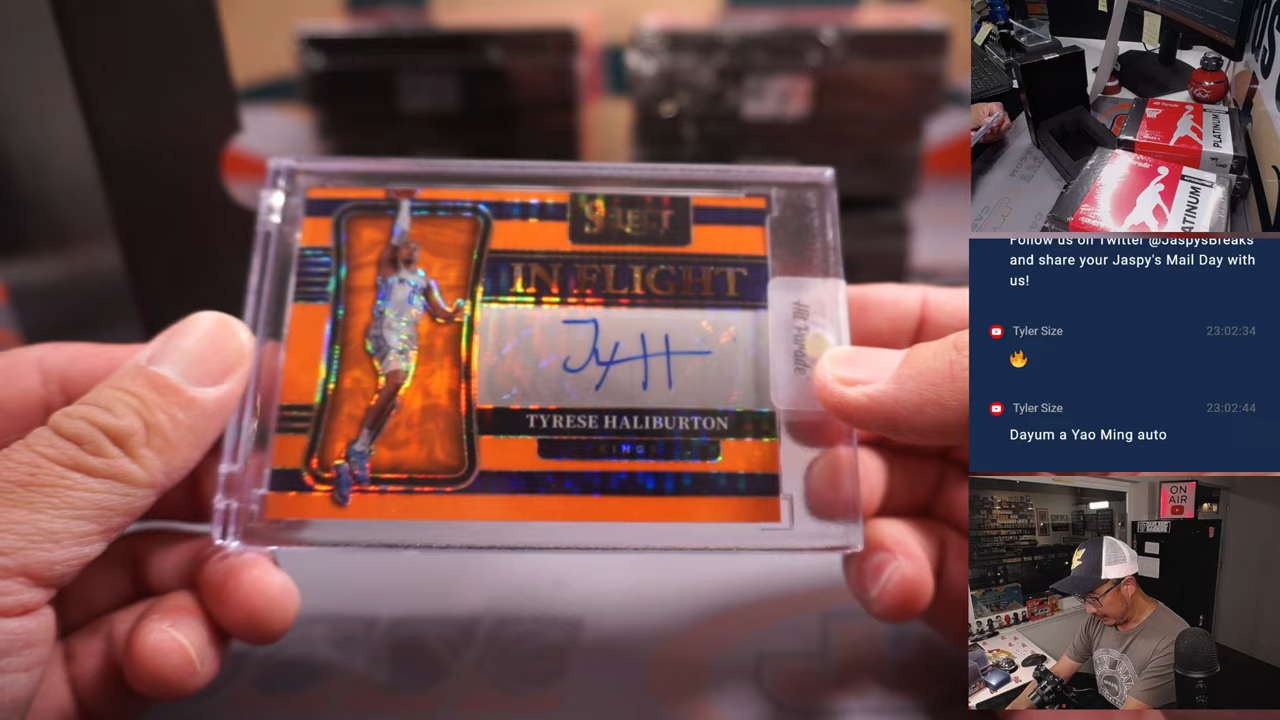 SELECT
IN FLIGHT
TyH
TYRESE HALIBURTON
KINGS
Hit Parade
PLATINUM
PLATINUM
Follow us on Twitter @JaspysBreaks
and share your Jaspy's Mail Day with
us!
Tyler Size 23:02:34
🔥
Tyler Size 23:02:44
Dayum a Yao Ming auto
ON
AIR